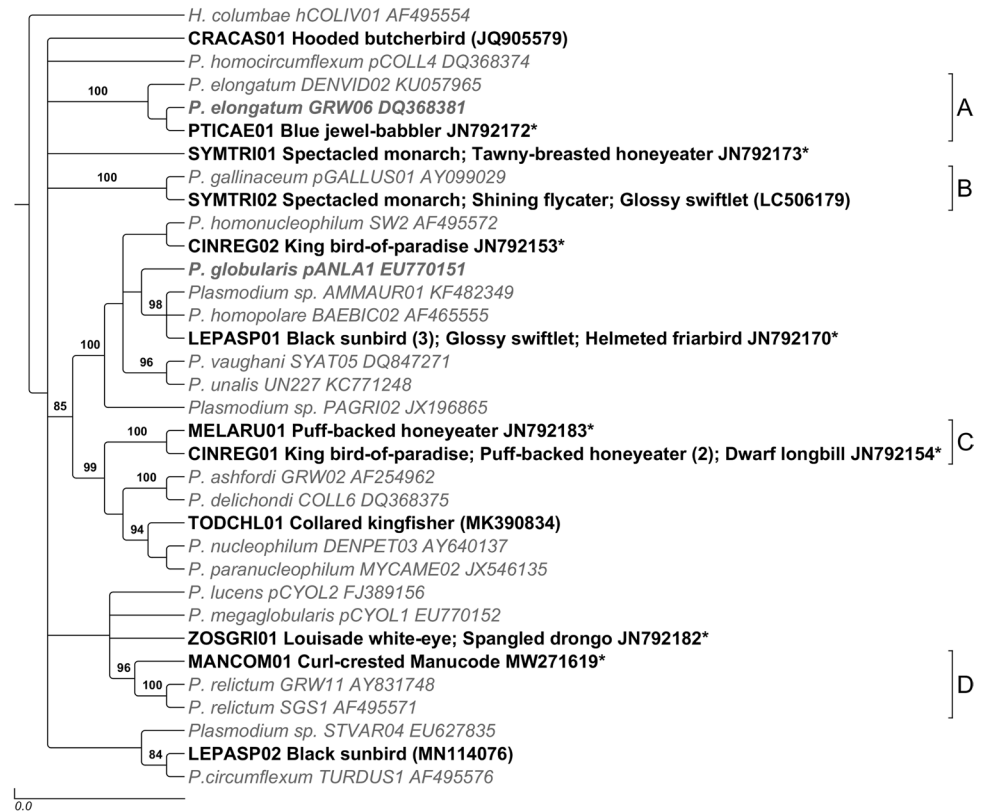 H. columbae hCOLIV01 AF495554
CRACAS01 Hooded butcherbird (JQ905579)
P. homocircumflexum pCOLL4 DQ368374
P. elongatum DENVID02 KU057965
100
A
P. elongatum GRW06 DQ368381
PTICAE01 Blue jewel-babbler JN792172*
SYMTRI01 Spectacled monarch; Tawny-breasted honeyeater JN792173*
100
P. gallinaceum pGALLUS01 AY099029
B
SYMTRI02 Spectacled monarch; Shining flycater; Glossy swiftlet (LC506179)
P. homonucleophilum SW2 AF495572
CINREG02 King bird-of-paradise JN792153*
P. globularis pANLA1 EU770151
Plasmodium sp. AMMAUR01 KF482349
98
P. homopolare BAEBIC02 AF465555
LEPASP01 Black sunbird (3); Glossy swiftlet; Helmeted friarbird JN792170*
100
96
P. vaughani SYAT05 DQ847271
P. unalis UN227 KC771248
85
Plasmodium sp. PAGRI02 JX196865
100
MELARU01 Puff-backed honeyeater JN792183*
C
CINREG01 King bird-of-paradise; Puff-backed honeyeater (2); Dwarf longbill JN792154*
99
100
P. ashfordi GRW02 AF254962
P. delichondi COLL6 DQ368375
94
TODCHL01 Collared kingfisher (MK390834)
P. nucleophilum DENPET03 AY640137
P. paranucleophilum MYCAME02 JX546135
P. lucens pCYOL2 FJ389156
P. megaglobularis pCYOL1 EU770152
ZOSGRI01 Louisade white-eye; Spangled drongo JN792182*
96
MANCOM01 Curl-crested Manucode MW271619*
100
P. relictum GRW11 AY831748
D
P. relictum SGS1 AF495571
Plasmodium sp. STVAR04 EU627835
84
LEPASP02 Black sunbird (MN114076)
P.circumflexum TURDUS1 AF495576
0.0